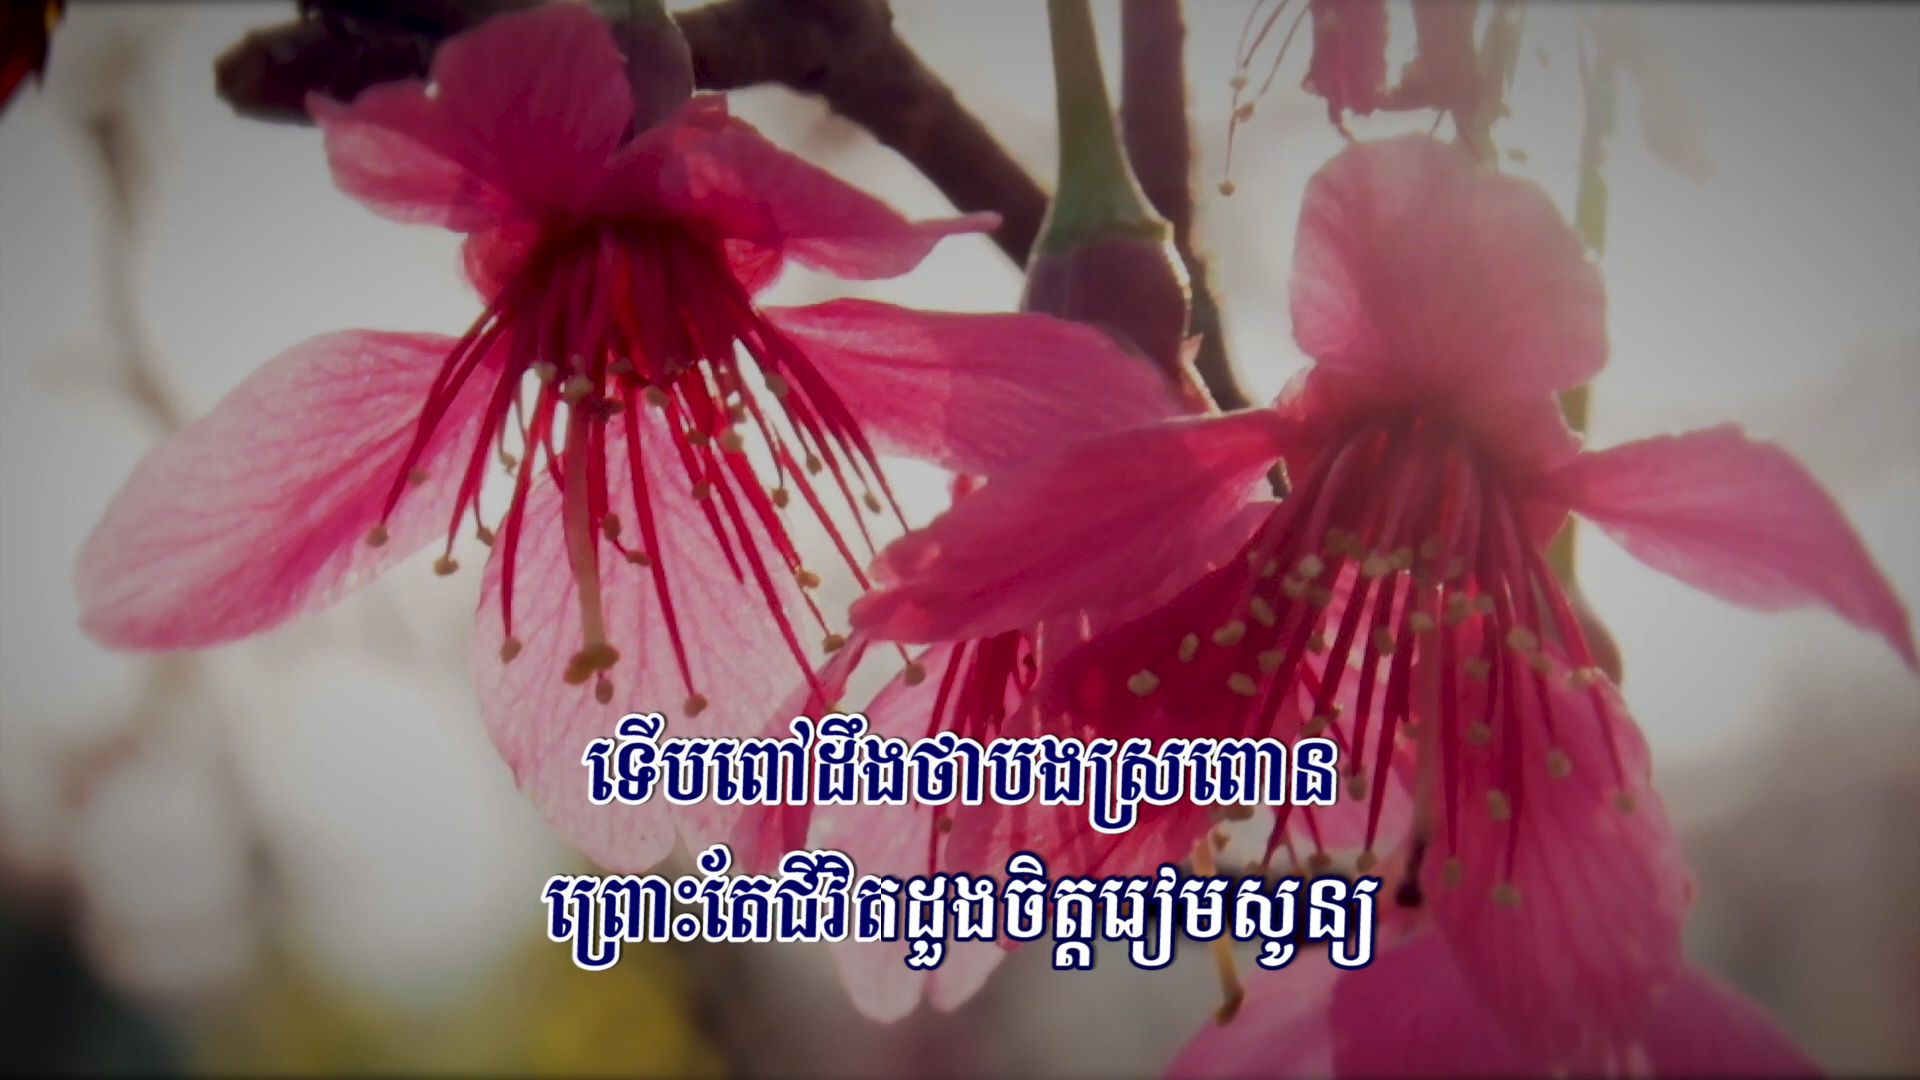 ទើបពៅដឹងថាបងស្រពោន
ព្រោះតែជីវិតដួងចិត្តរៀមសូន្យ